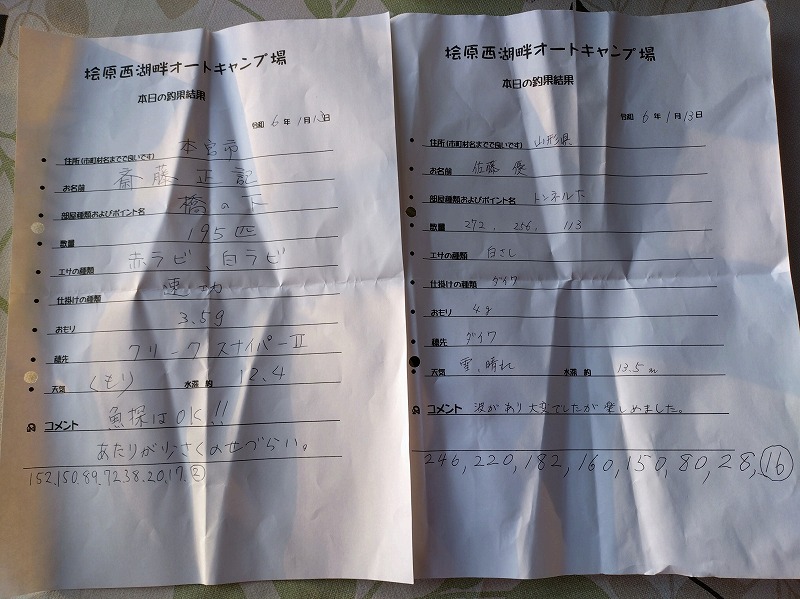 桧原西湖畔オートキャンプ場
本日の釣果結果
令和 6年 1月 13日
住所(市町村名までで良いです) 本宮市
お名前 斎藤正記
部屋種類およびポイント名 橋の下
数量 195匹
エサの種類 赤ラビ、白ラビ
仕掛けの種類 速功
おもり 3.5g
穂先 クリークスナイパーⅡ
天気 くもり 水深 約 12.4
コメント 魚探はOK!!
あたりが小さくのせづらい。
152,150,89,72,38,20,17,②
桧原西湖畔オートキャンプ場
本日の釣果結果
令和 6年 1月 13日
住所(市町村名までで良いです) 山形県
お名前 佐藤 優
部屋種類およびポイント名 トンネル下
数量 272, 256, 113
エサの種類 白さし
仕掛けの種類 ダイワ
おもり 4g
穂先 ダイワ
天気 雪、晴れ 水深 約 13.5m
コメント 波があり大変でしたが楽しめました。
246,220,182,160,150,80,28,⑯